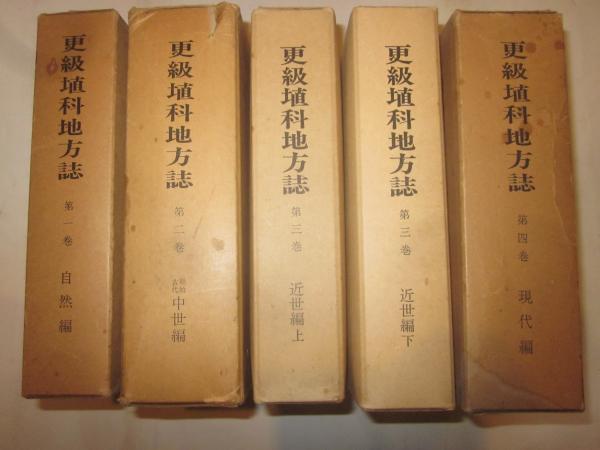 更級埴科地方誌
第一巻
自然編
更級埴科地方誌
第二巻
原始
古代
中世編
更級埴科地方誌
第三巻
近世編上
更級埴科地方誌
第三巻
近世編下
更級埴科地方誌
第四巻
現代編